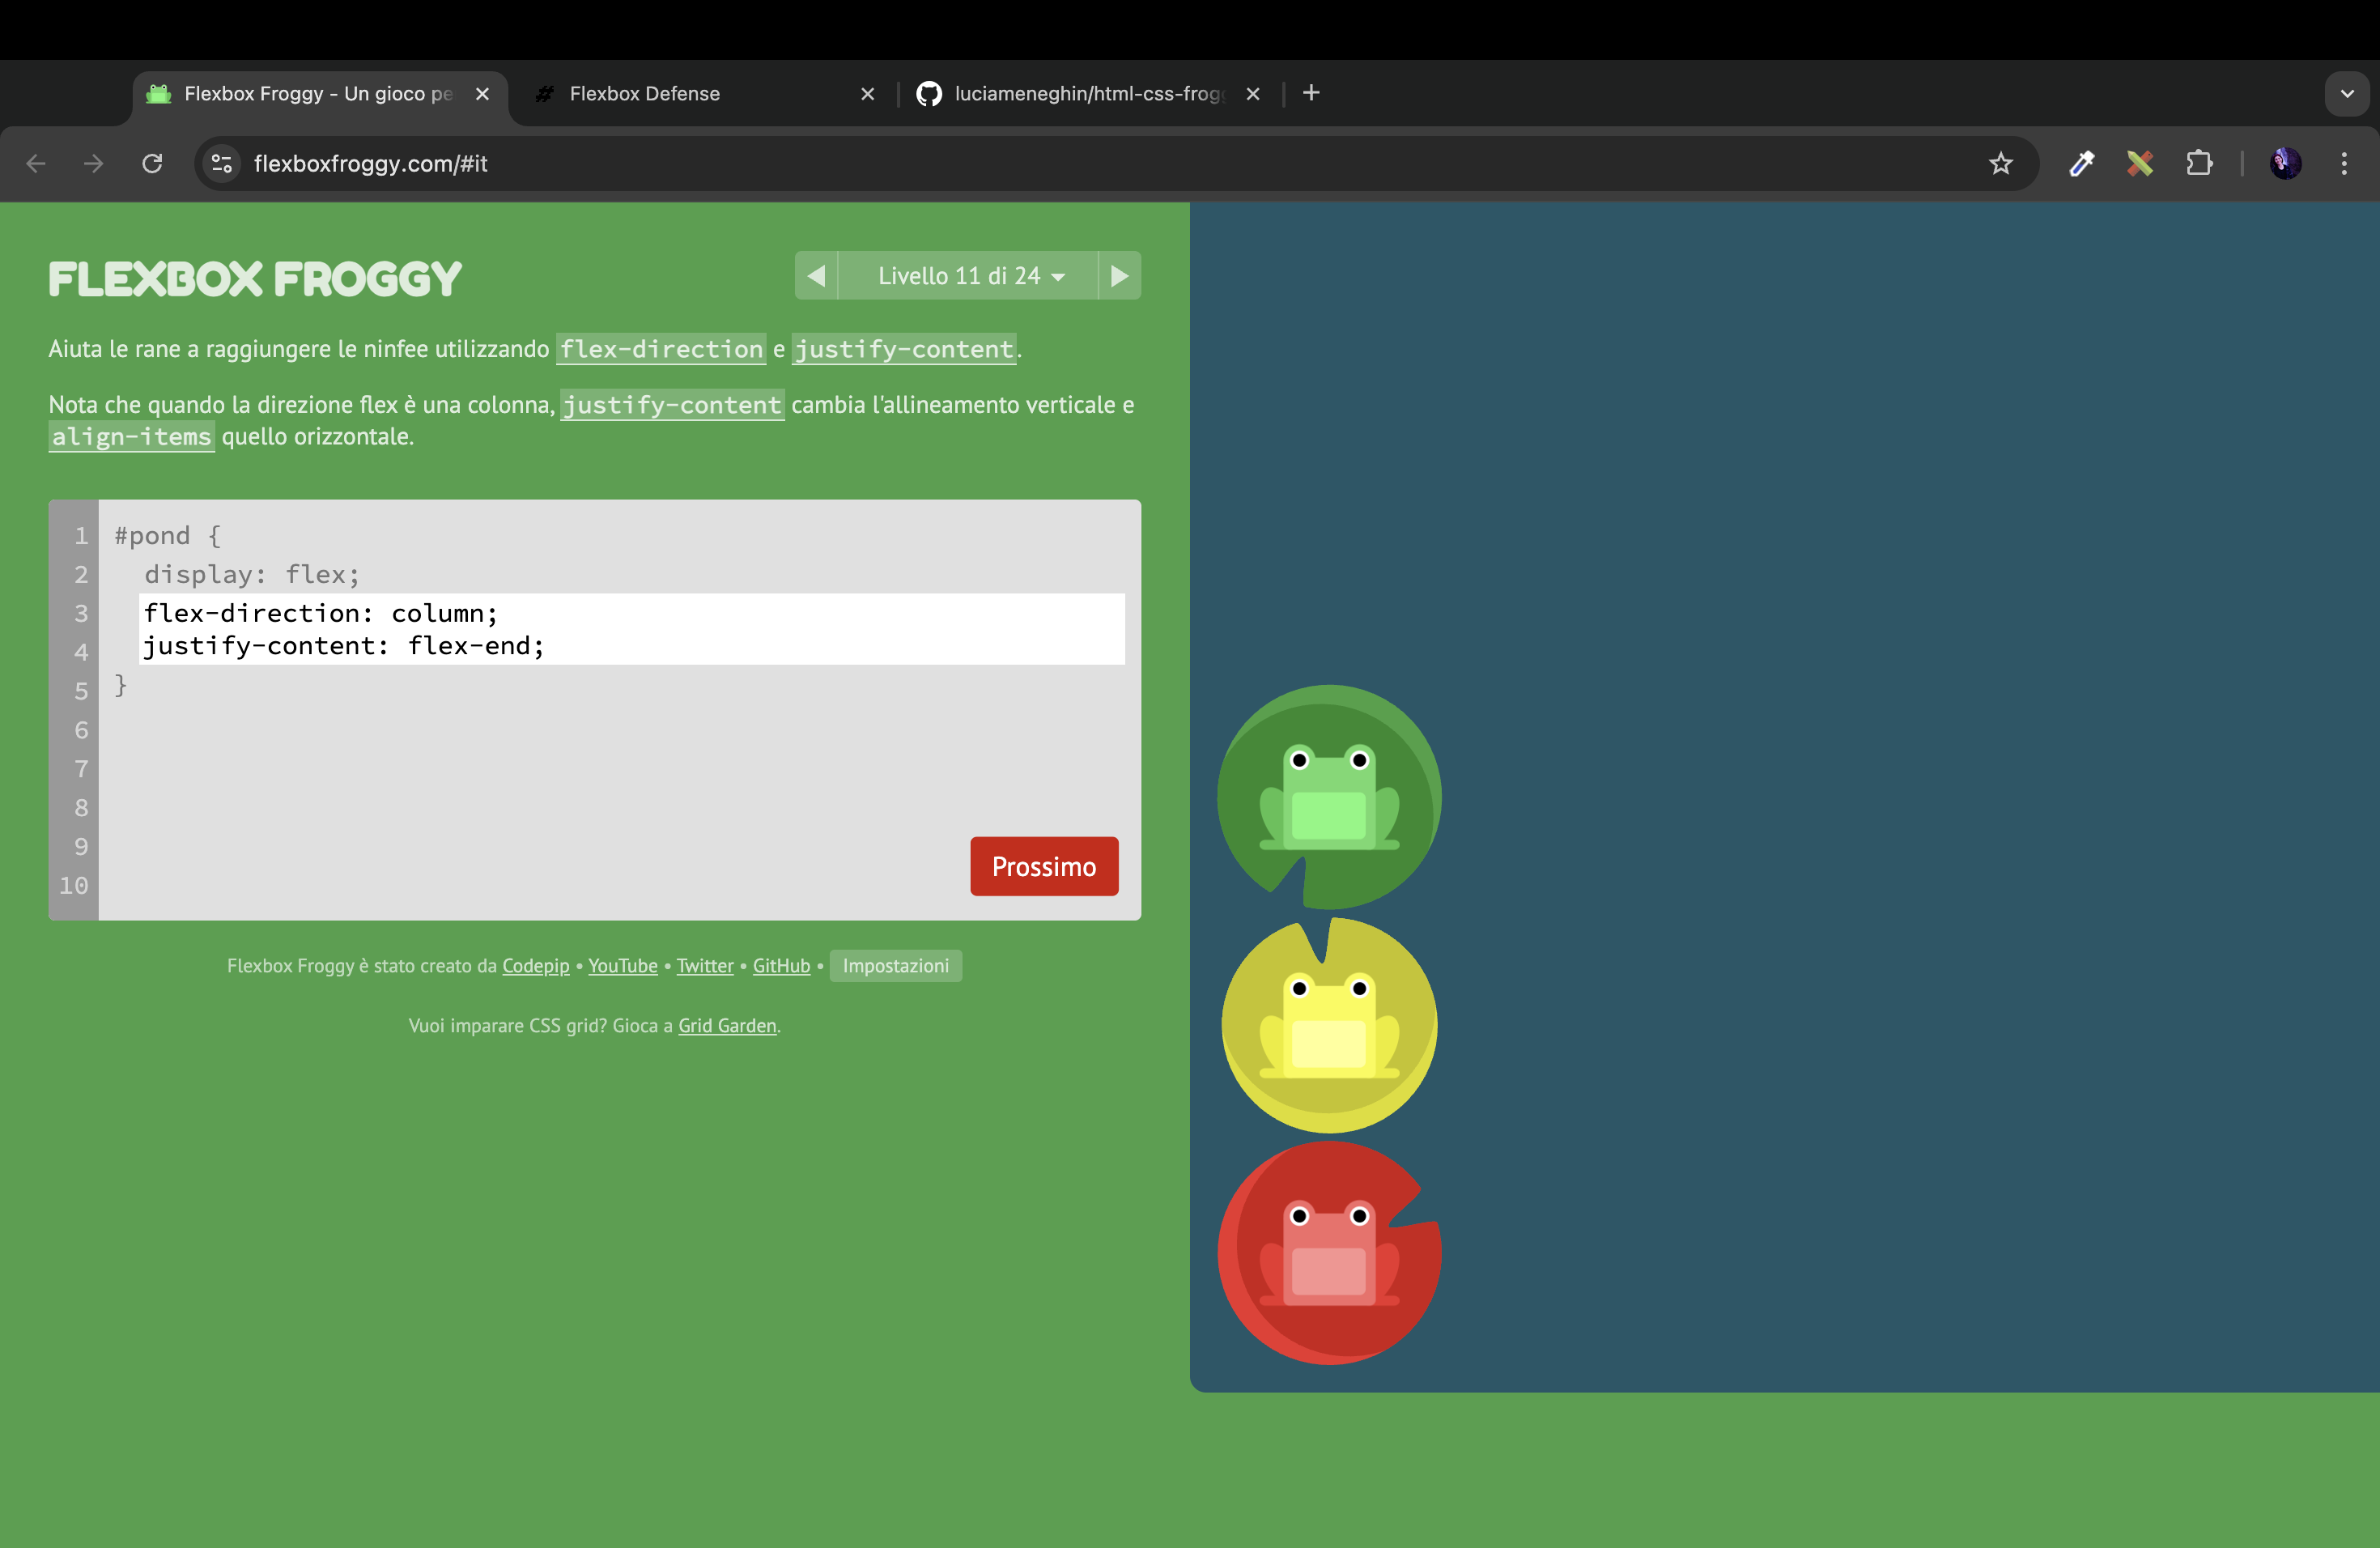 Flexbox Froggy - Un gioco pe
Flexbox Defense
luciameneghin/html-css-frog
flexboxfroggy.com/#it
FLEXBOX FROGGY
Livello 11 di 24
Aiuta le rane a raggiungere le ninfee utilizzando flex-direction e justify-content.
Nota che quando la direzione flex è una colonna, justify-content cambia l'allineamento verticale e
align-items quello orizzontale.
1 #pond {
2 display: flex;
3 flex-direction: column;
4 justify-content: flex-end;
5 }
6
7
8
9
10
Prossimo
Flexbox Froggy è stato creato da Codepip • YouTube • Twitter • GitHub • Impostazioni
Vuoi imparare CSS grid? Gioca a Grid Garden.